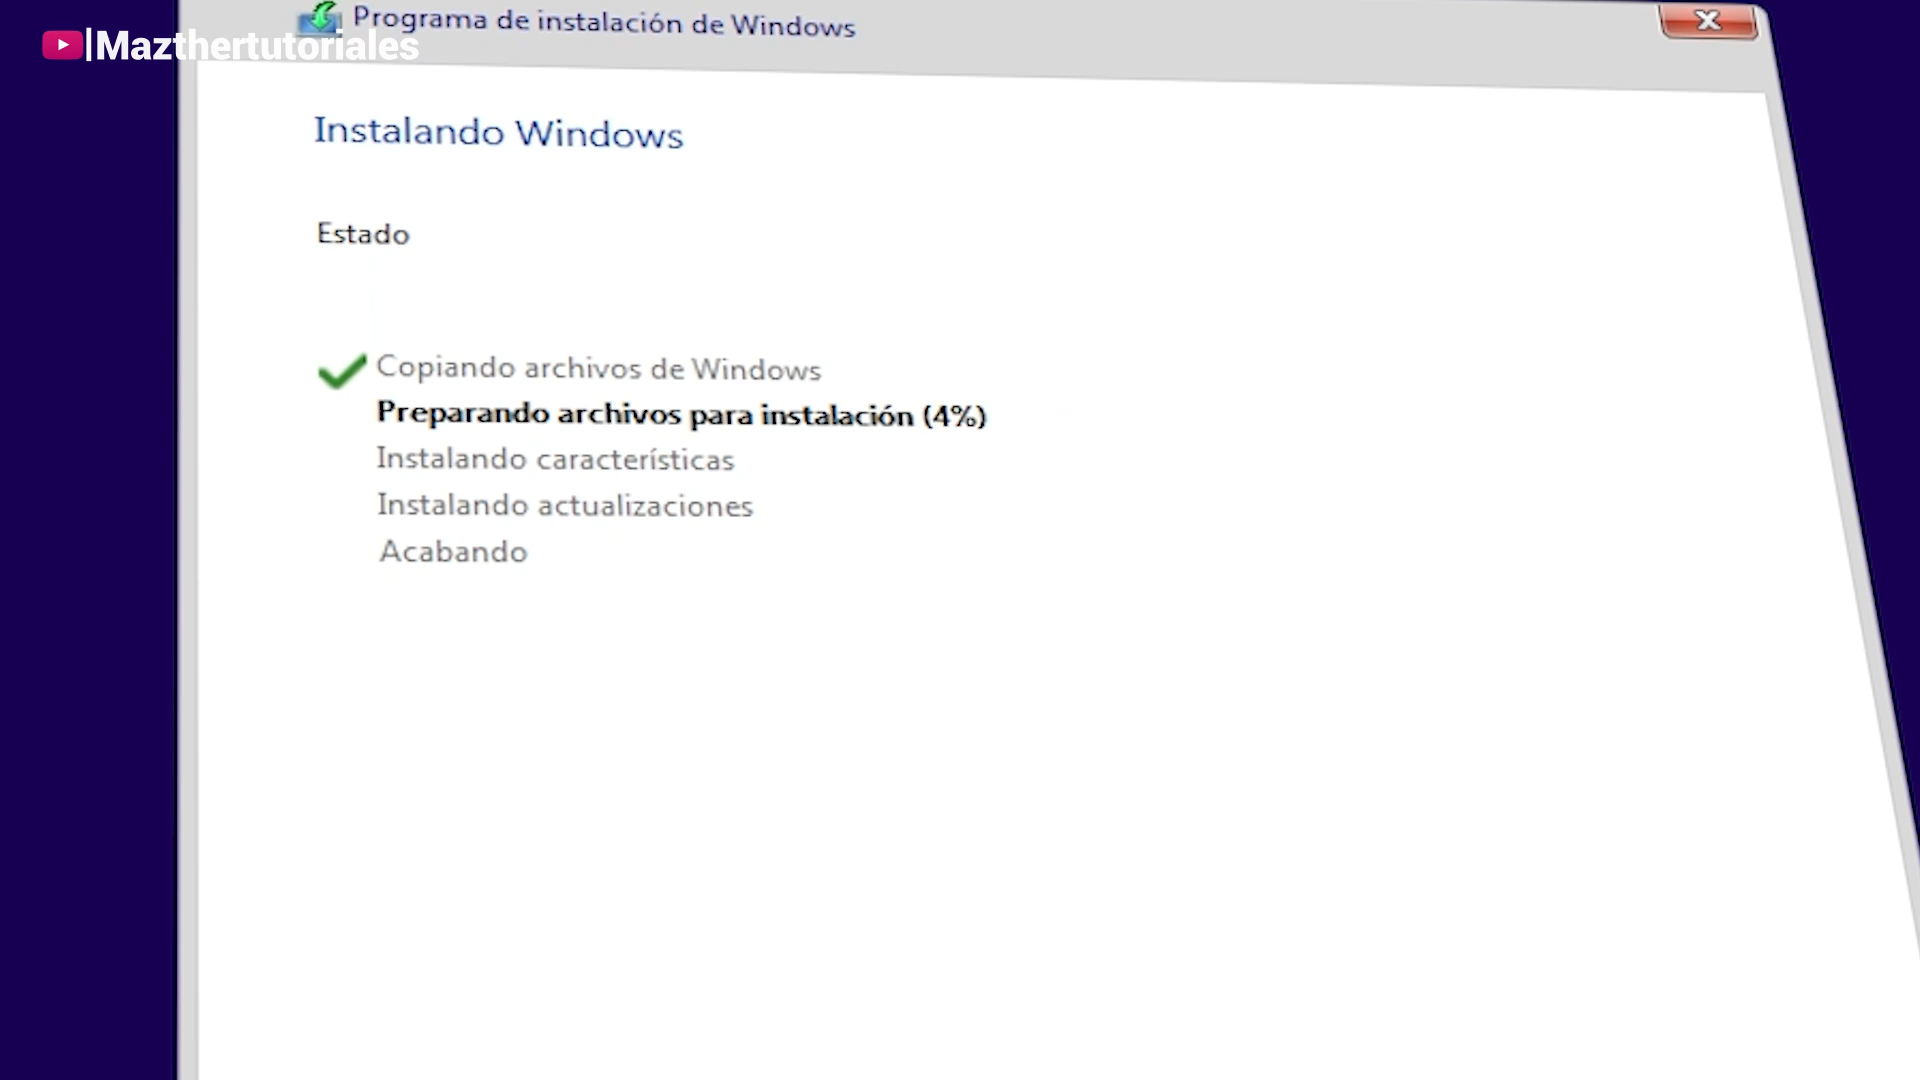 Programa de instalación de Windows
|Mazthertutoriales
Instalando Windows
Estado
Copiando archivos de Windows
Preparando archivos para instalación (4%)
Instalando características
Instalando actualizaciones
Acabando